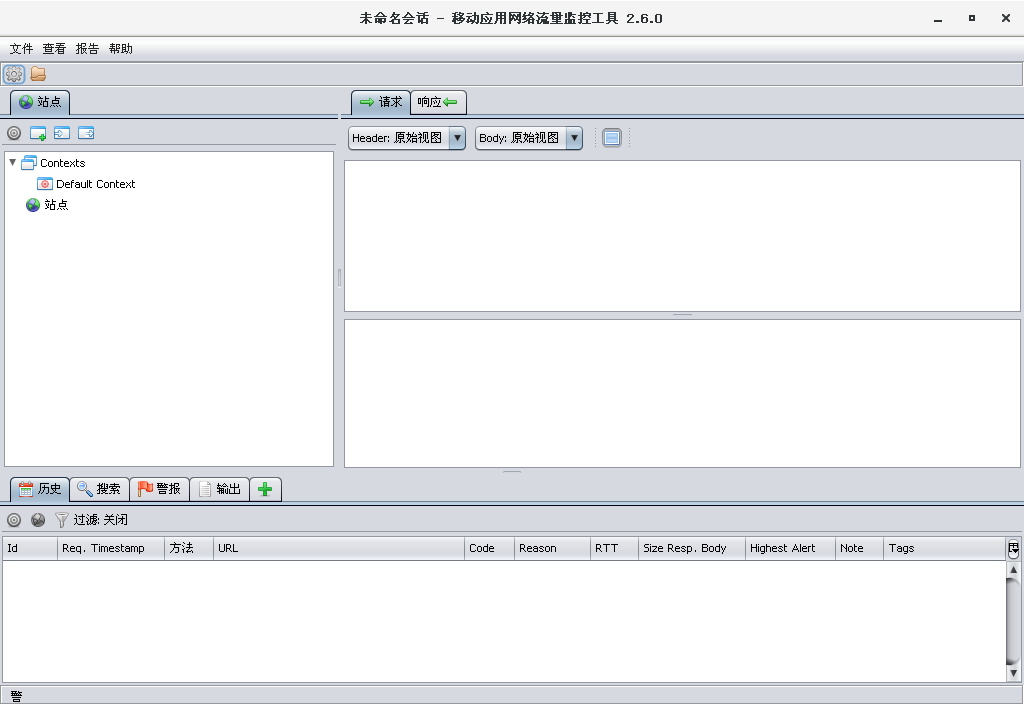 未命名会话 - 移动应用网络流量监控工具 2.6.0
文件 查看 报告 帮助
站点
请求 响应
Header: 原始视图 Body: 原始视图
Contexts
Default Context
站点
历史 搜索 警报 输出
过滤: 关闭
Id Req. Timestamp 方法 URL Code Reason RTT Size Resp. Body Highest Alert Note Tags
警